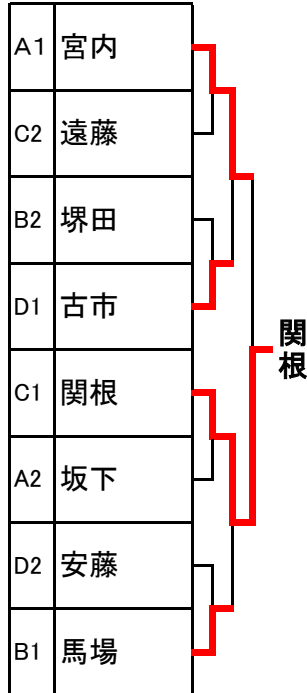 A1 宮内
C2 遠藤
B2 堺田
D1 古市
C1 関根
A2 坂下
D2 安藤
B1 馬場
関根